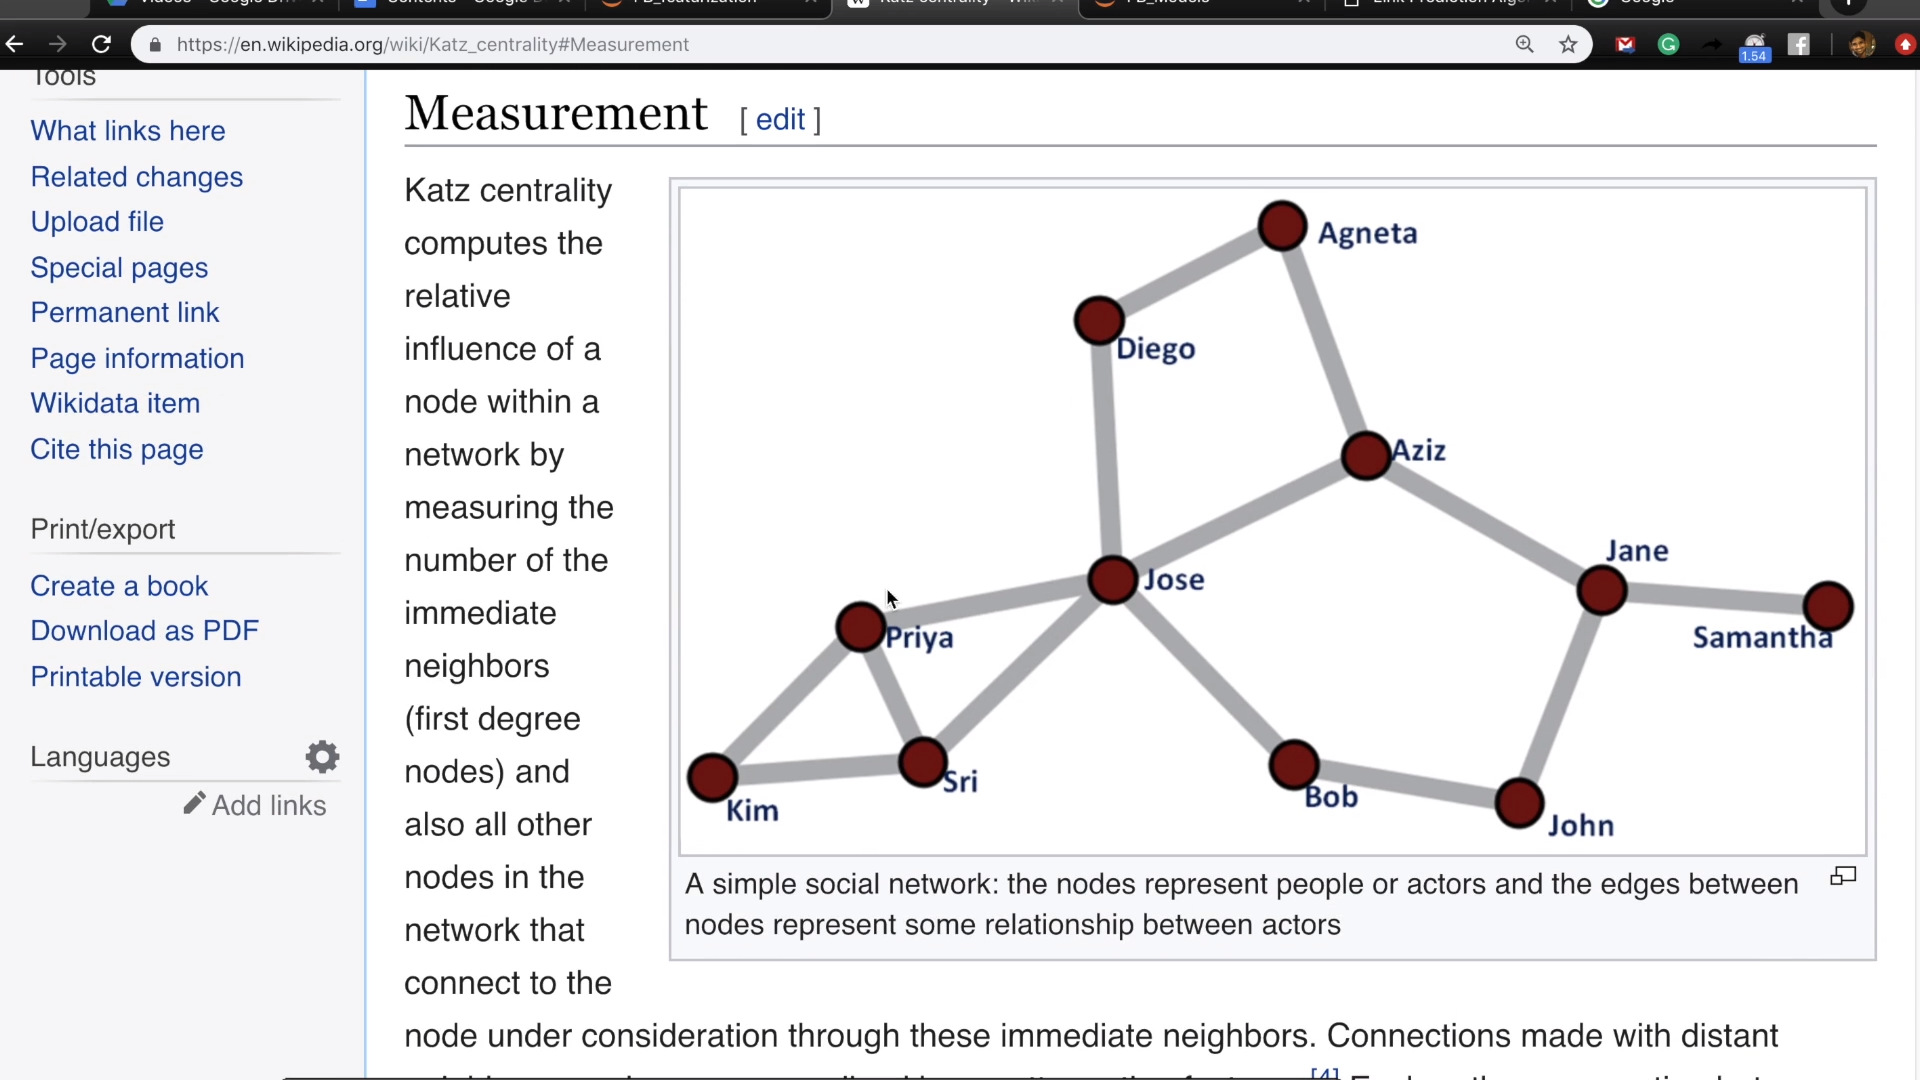 https://en.wikipedia.org/wiki/Katz_centrality#Measurement
1.54
Tools
What links here
Related changes
Upload file
Special pages
Permanent link
Page information
Wikidata item
Cite this page
Print/export
Create a book
Download as PDF
Printable version
Languages
Add links
Measurement [ edit ]
Katz centrality
computes the
relative
influence of a
node within a
network by
measuring the
number of the
immediate
neighbors
(first degree
nodes) and
also all other
nodes in the
network that
connect to the
node under consideration through these immediate neighbors. Connections made with distant
[4]
Agneta
Diego
Aziz
Jane
Jose
Samantha
Priya
Sri
Kim
Bob
John
A simple social network: the nodes represent people or actors and the edges between
nodes represent some relationship between actors